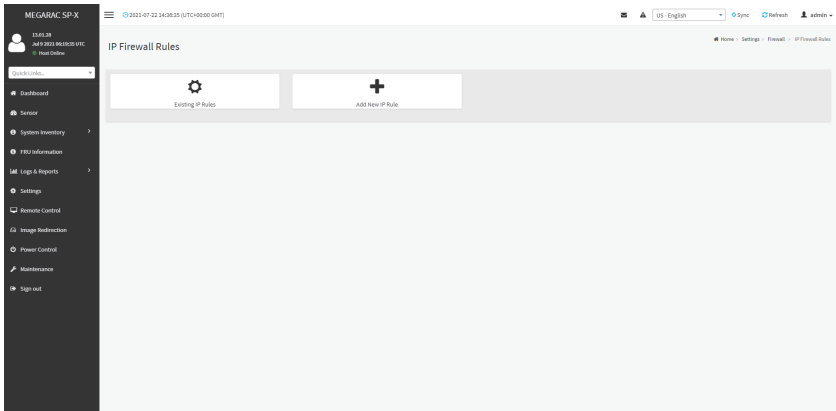 MEGARAC SP-X
2021-07-22 14:36:35 (UTC+00:00 GMT)
US - English
Sync
Refresh
admin
13.01.28
Jul 9 2021 06:19:35 UTC
Host Online
Quick Links...
Dashboard
Sensor
System Inventory
FRU Information
Logs & Reports
Settings
Remote Control
Image Redirection
Power Control
Maintenance
Sign out
IP Firewall Rules
Home > Settings > Firewall > IP Firewall Rules
Existing IP Rules
Add New IP Rule